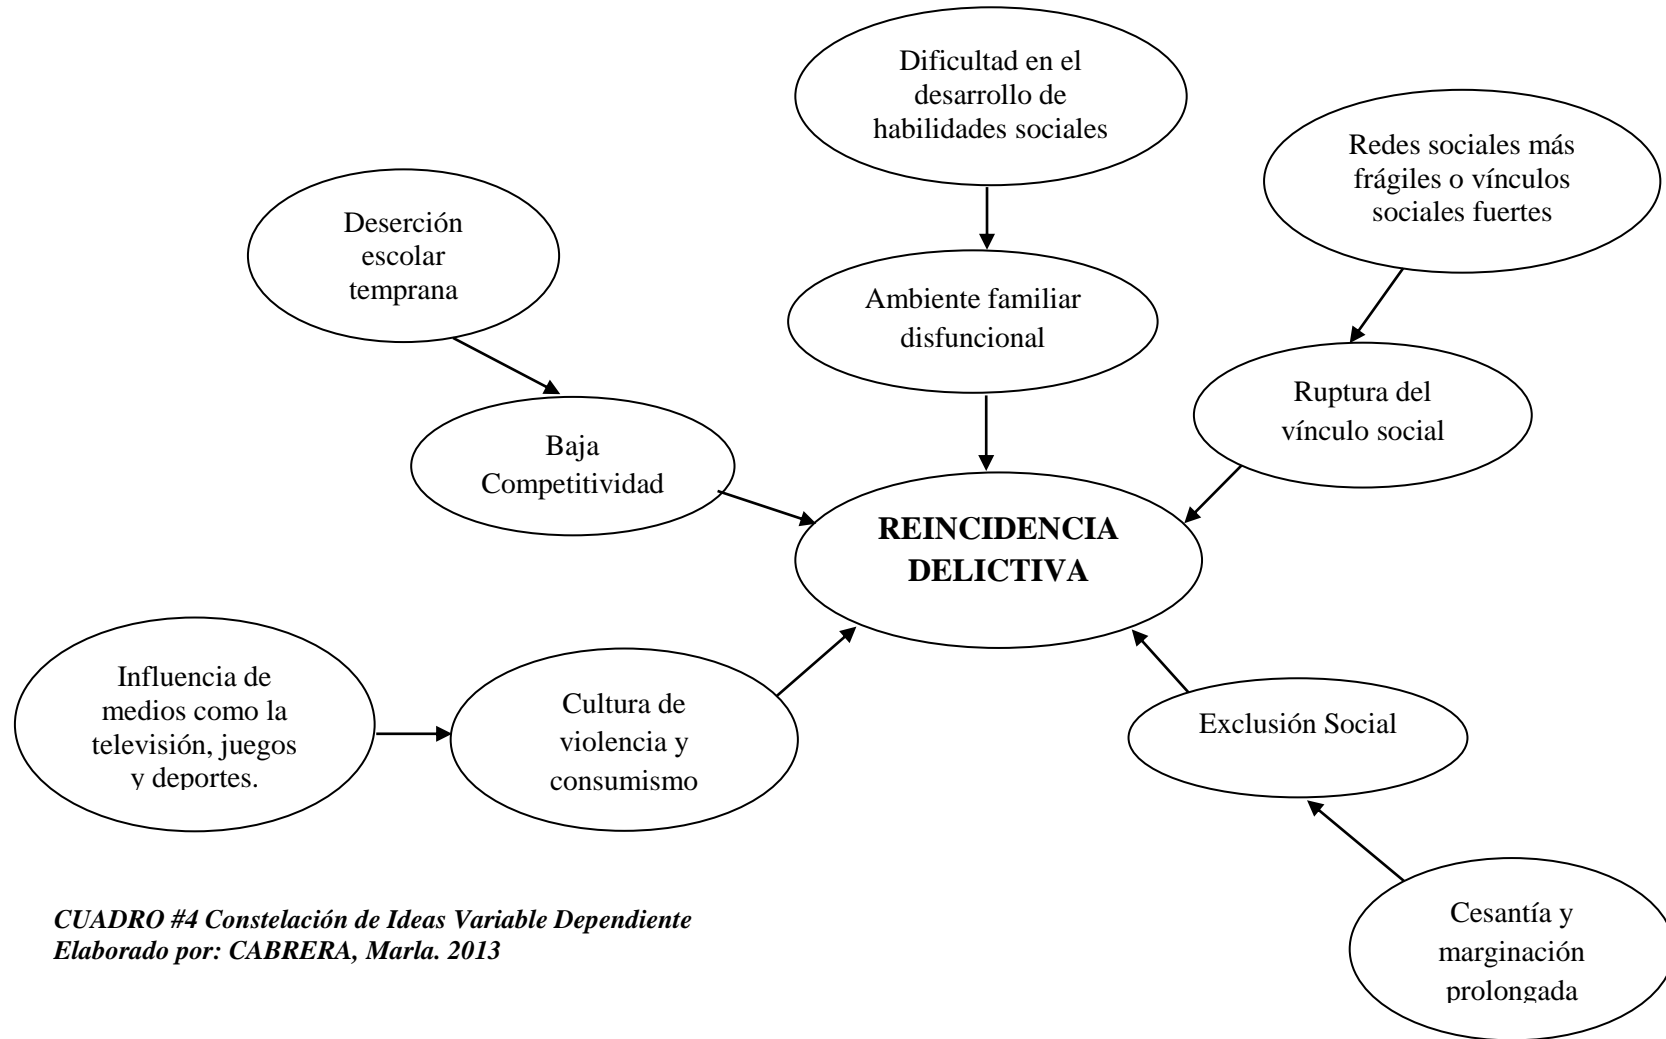 Dificultad en el
desarrollo de
habilidades sociales
Redes sociales más
frágiles o vínculos
sociales fuertes
Deserción
escolar
temprana
Ambiente familiar
disfuncional
Ruptura del
vínculo social
Baja
Competitividad
REINCIDENCIA
DELICTIVA
Influencia de
medios como la
televisión, juegos
y deportes.
Cultura de
violencia y
consumismo
Exclusión Social
Cesantía y
marginación
prolongada
CUADRO #4 Constelación de Ideas Variable Dependiente
Elaborado por: CABRERA, Marla. 2013